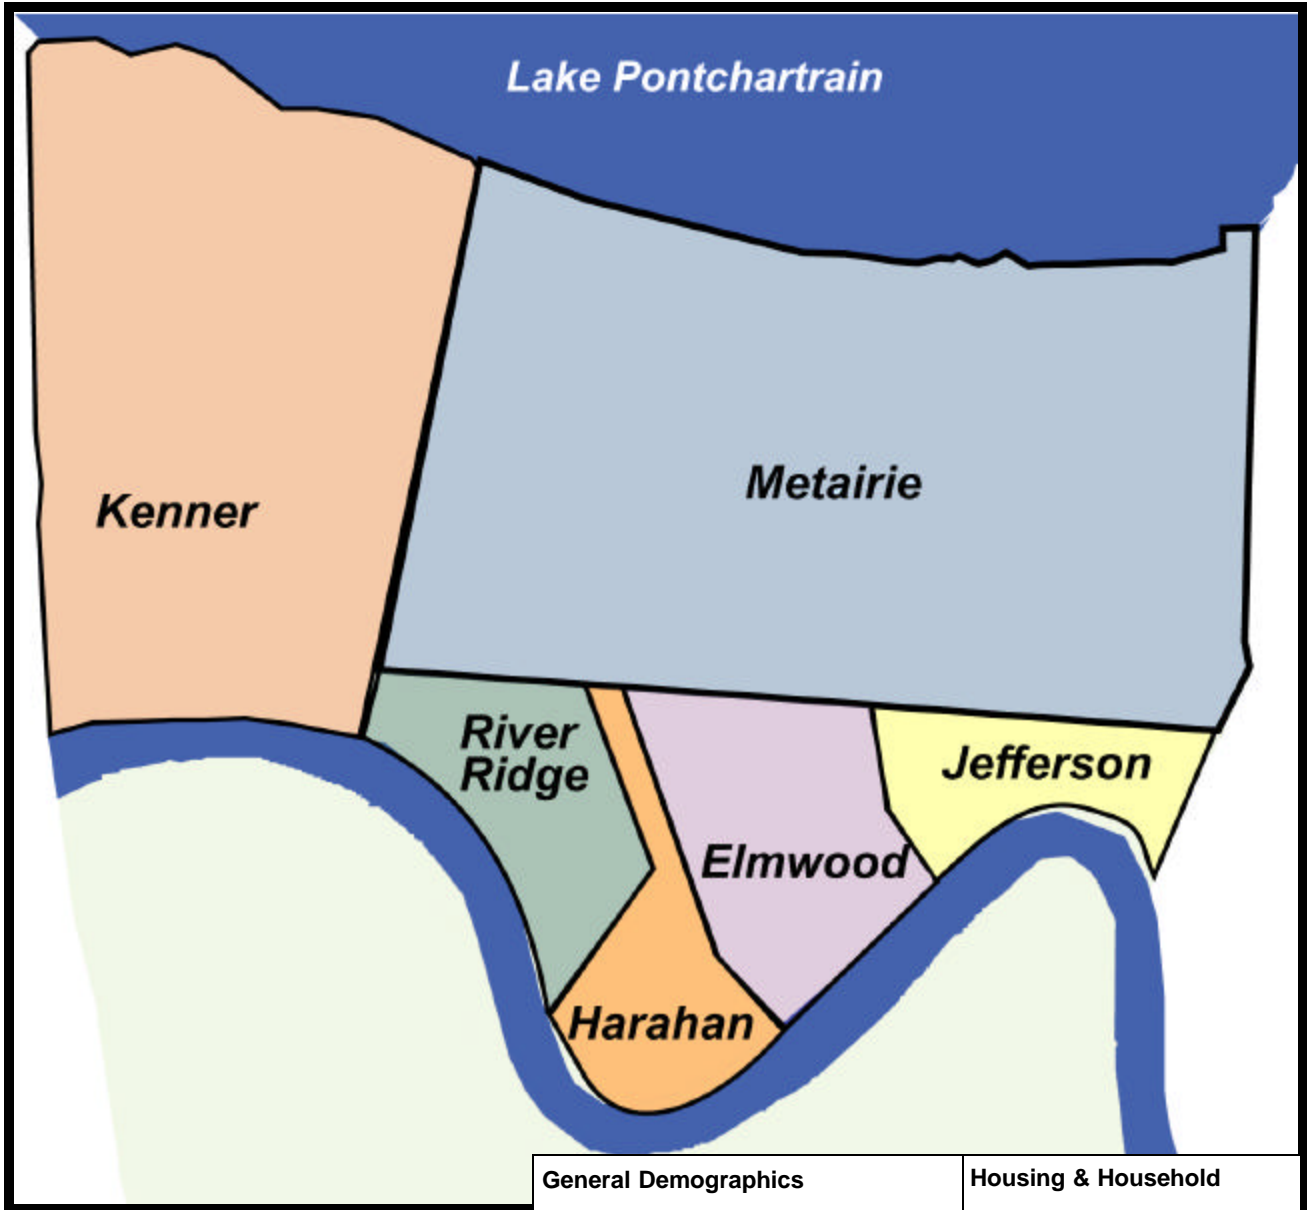 Lake Pontchartrain
Kenner
Metairie
River
Ridge
Jefferson
Elmwood
Harahan
General Demographics
Housing & Household